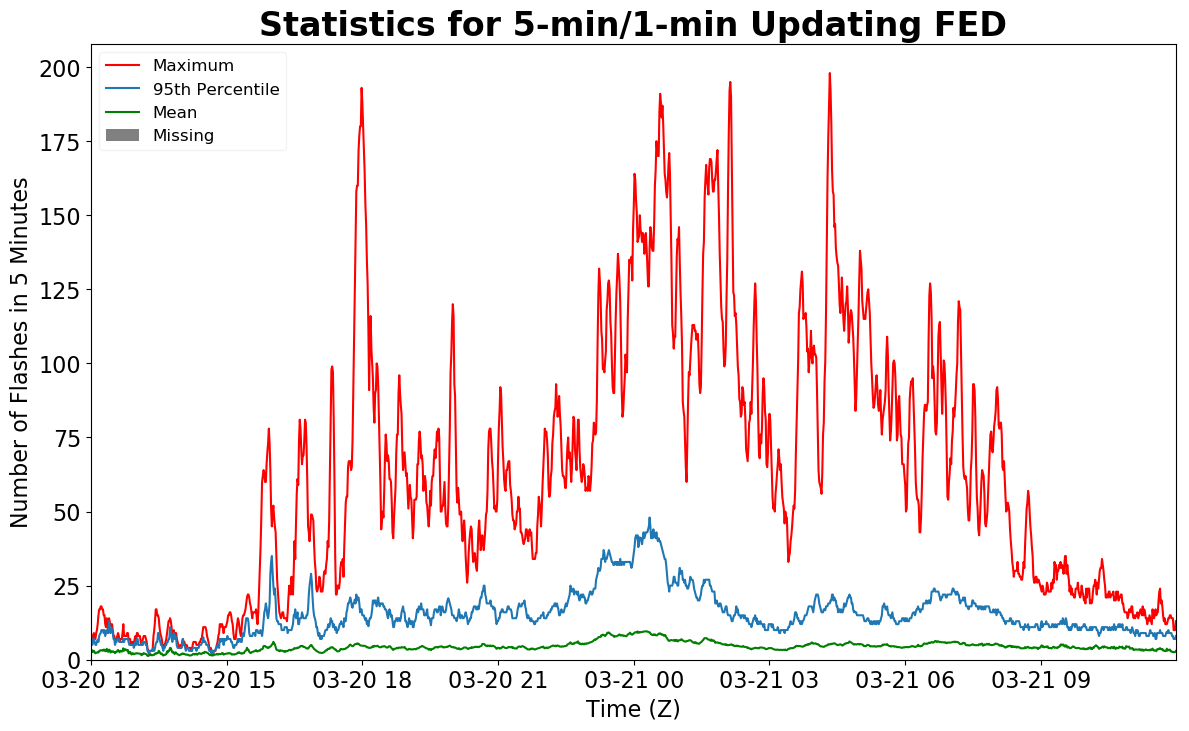 Statistics for 5-min/1-min Updating FED
Number of Flashes in 5 Minutes
200
175
150
125
100
75
50
25
0
Maximum
95th Percentile
Mean
Missing
03-20 12 03-20 15 03-20 18 03-20 21 03-21 00 03-21 03 03-21 06 03-21 09
Time (Z)